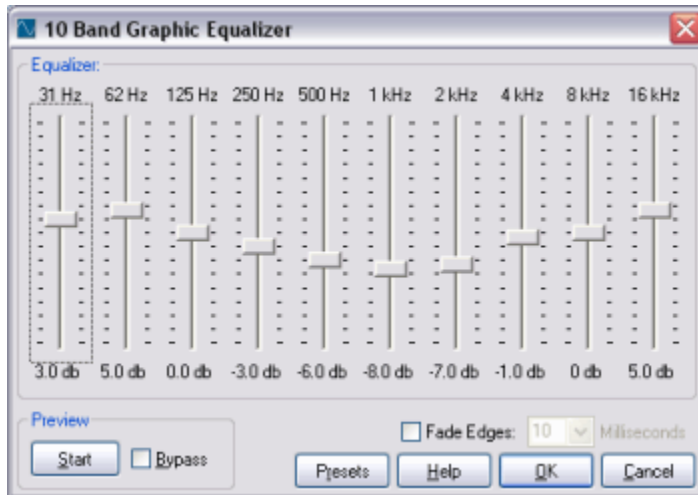 10 Band Graphic Equalizer
Equalizer:
31 Hz 62 Hz 125 Hz 250 Hz 500 Hz 1 kHz 2 kHz 4 kHz 8 kHz 16 kHz
3.0 db 5.0 db 0.0 db -3.0 db -6.0 db -8.0 db -7.0 db -1.0 db 0 db 5.0 db
Preview
Fade Edges: 10 Milliseconds
Start Bypass
Presets Help OK Cancel